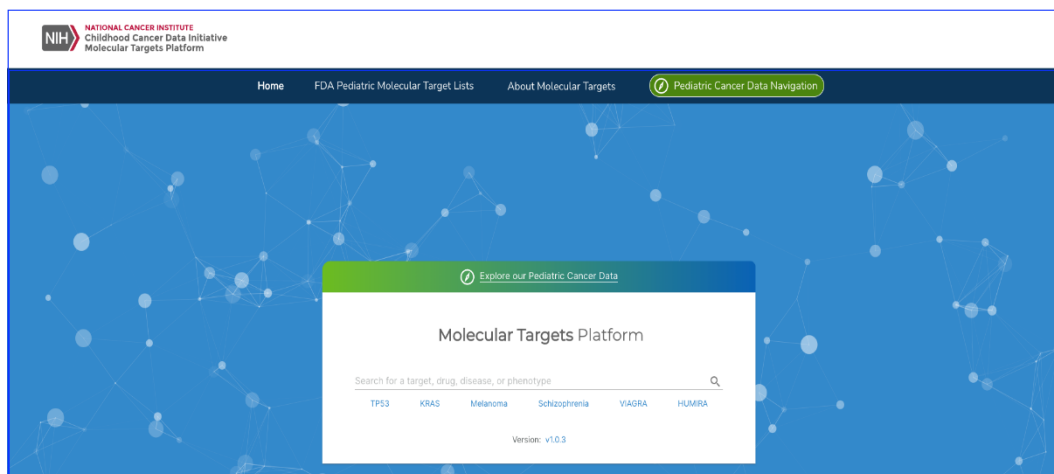 NIH
NATIONAL CANCER INSTITUTE
Childhood Cancer Data Initiative
Molecular Targets Platform
Home FDA Pediatric Molecular Target Lists About Molecular Targets Pediatric Cancer Data Navigation
Explore our Pediatric Cancer Data
Molecular Targets Platform
Search for a target, drug, disease, or phenotype
TP53 KRAS Melanoma Schizophrenia VIAGRA HUMIRA
Version: v1.0.3